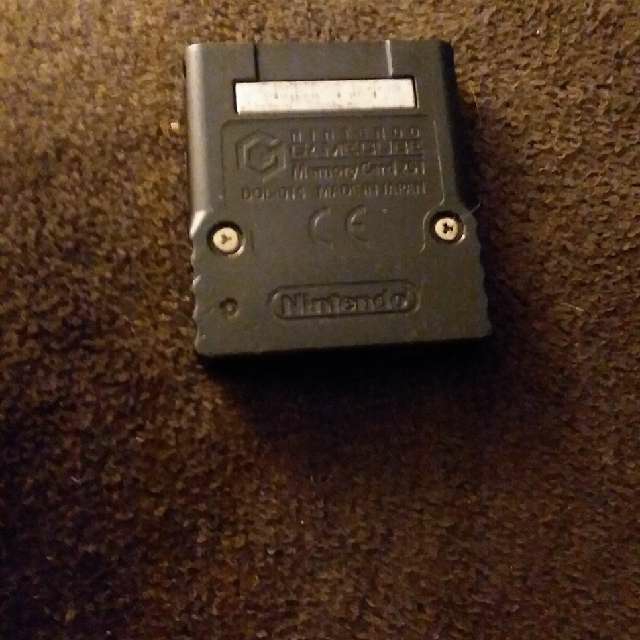 NINTENDO
GAMECUBE
Memory Card 251
DOL-014 MADE IN JAPAN
CE
Nintendo